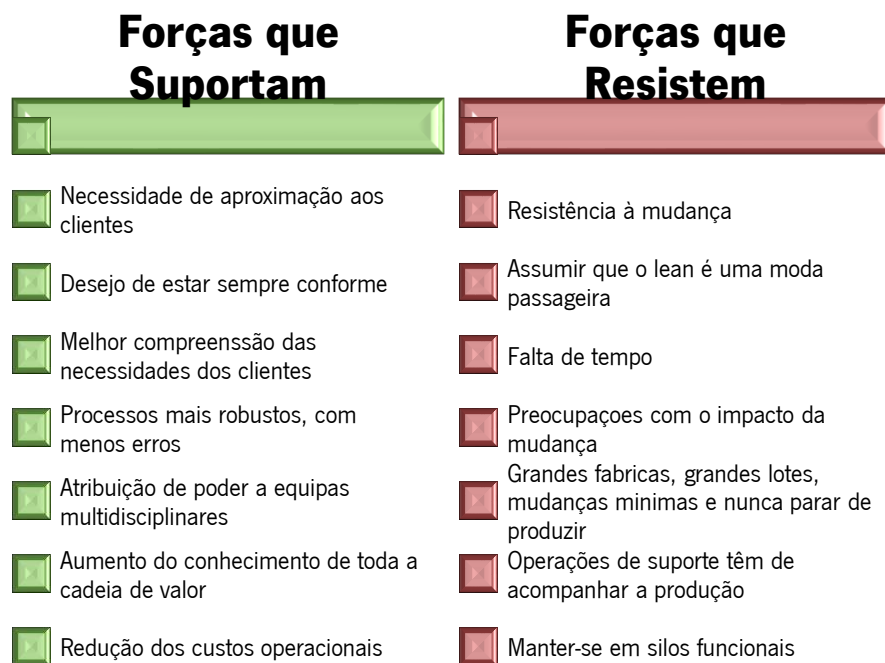 Forças que
Suportam
Necessidade de aproximação aos
clientes
Desejo de estar sempre conforme
Melhor compreenssão das
necessidades dos clientes
Processos mais robustos, com
menos erros
Atribuição de poder a equipas
multidisciplinares
Aumento do conhecimento de toda a
cadeia de valor
Redução dos custos operacionais
Forças que
Resistem
Resistência à mudança
Assumir que o lean é uma moda
passageira
Falta de tempo
Preocupaçoes com o impacto da
mudança
Grandes fabricas, grandes lotes,
mudanças minimas e nunca parar de
produzir
Operações de suporte têm de
acompanhar a produção
Manter-se em silos funcionais